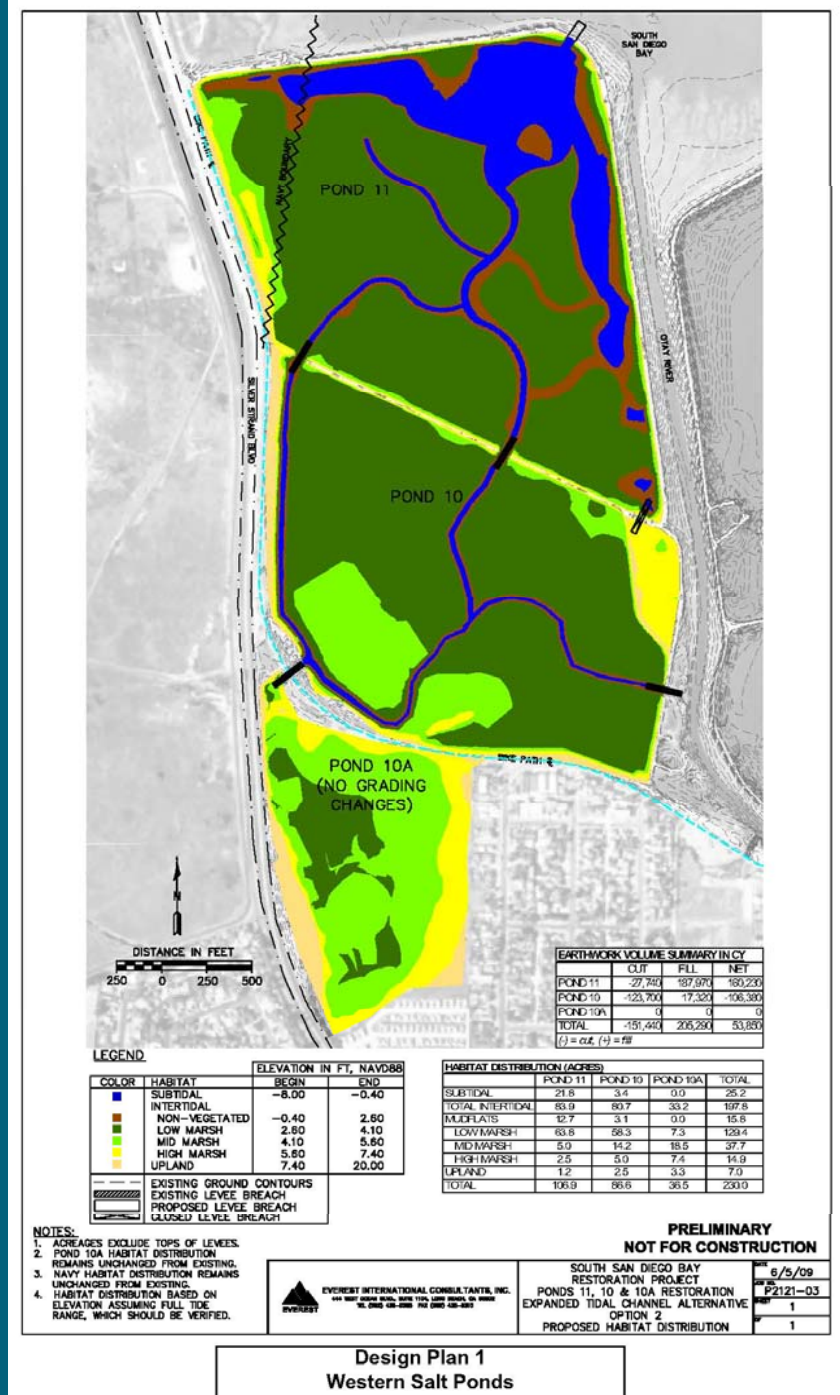 SOUTH
SAN DIEGO
BAY
BIKE PATH
NAVY BOUNDARY
POND 11
OTAY RIVER
SILVER STRAND BLVD
POND 10
BIKE PATH
POND 10A
(NO GRADING
CHANGES)
N
DISTANCE IN FEET
250 0 250 500
EARTHWORK VOLUME SUMMARY IN CY
CUT FILL NET
POND 11 -27,740 187,970 160,230
POND 10 -123,700 17,320 -106,380
POND 10A 0 0 0
TOTAL -151,440 205,290 53,850
(-) = cut, (+) = fill
LEGEND
ELEVATION IN FT, NAVD88
COLOR HABITAT BEGIN END
SUBTIDAL -8.00 -0.40
INTERTIDAL
NON-VEGETATED -0.40 2.60
LOW MARSH 2.60 4.10
MID MARSH 4.10 5.60
HIGH MARSH 5.60 7.40
UPLAND 7.40 20.00
EXISTING GROUND CONTOURS
EXISTING LEVEE BREACH
PROPOSED LEVEE BREACH
CLOSED LEVEE BREACH
HABITAT DISTRIBUTION (ACRES)
POND 11 POND 10 POND 10A TOTAL
SUBTIDAL 21.8 3.4 0.0 25.2
TOTAL INTERTIDAL 83.9 80.7 33.2 197.8
MUDFLATS 12.7 3.1 0.0 15.8
LOW MARSH 63.8 58.3 7.3 129.4
MID MARSH 5.0 14.2 18.5 37.7
HIGH MARSH 2.5 5.0 7.4 14.9
UPLAND 1.2 2.5 3.3 7.0
TOTAL 106.9 86.6 36.5 230.0
NOTES:
1. ACREAGES EXCLUDE TOPS OF LEVEES.
2. POND 10A HABITAT DISTRIBUTION
REMAINS UNCHANGED FROM EXISTING.
3. NAVY HABITAT DISTRIBUTION REMAINS
UNCHANGED FROM EXISTING.
4. HABITAT DISTRIBUTION BASED ON
ELEVATION ASSUMING FULL TIDE
RANGE, WHICH SHOULD BE VERIFIED.
PRELIMINARY
NOT FOR CONSTRUCTION
EVEREST
EVEREST INTERNATIONAL CONSULTANTS, INC.
SOUTH SAN DIEGO BAY
RESTORATION PROJECT
PONDS 11, 10 & 10A RESTORATION
EXPANDED TIDAL CHANNEL ALTERNATIVE
OPTION 2
PROPOSED HABITAT DISTRIBUTION
DATE 6/5/09
JOB NO. P2121-03
SHEET 1
OF 1
Design Plan 1
Western Salt Ponds